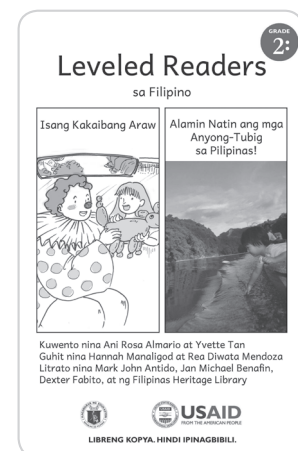 GRADE
2:
Leveled Readers
sa Filipino
Isang Kakaibang Araw
Alamin Natin ang mga
Anyong-Tubig
sa Pilipinas!
Kuwento nina Ani Rosa Almario at Yvette Tan
Guhit nina Hannah Manaligod at Rea Diwata Mendoza
Litrato nina Mark John Antido, Jan Michael Benafin,
Dexter Fabito, at ng Filipinas Heritage Library
USAID
FROM THE AMERICAN PEOPLE
LIBRENG KOPYA. HINDI IPINAGBIBILI.